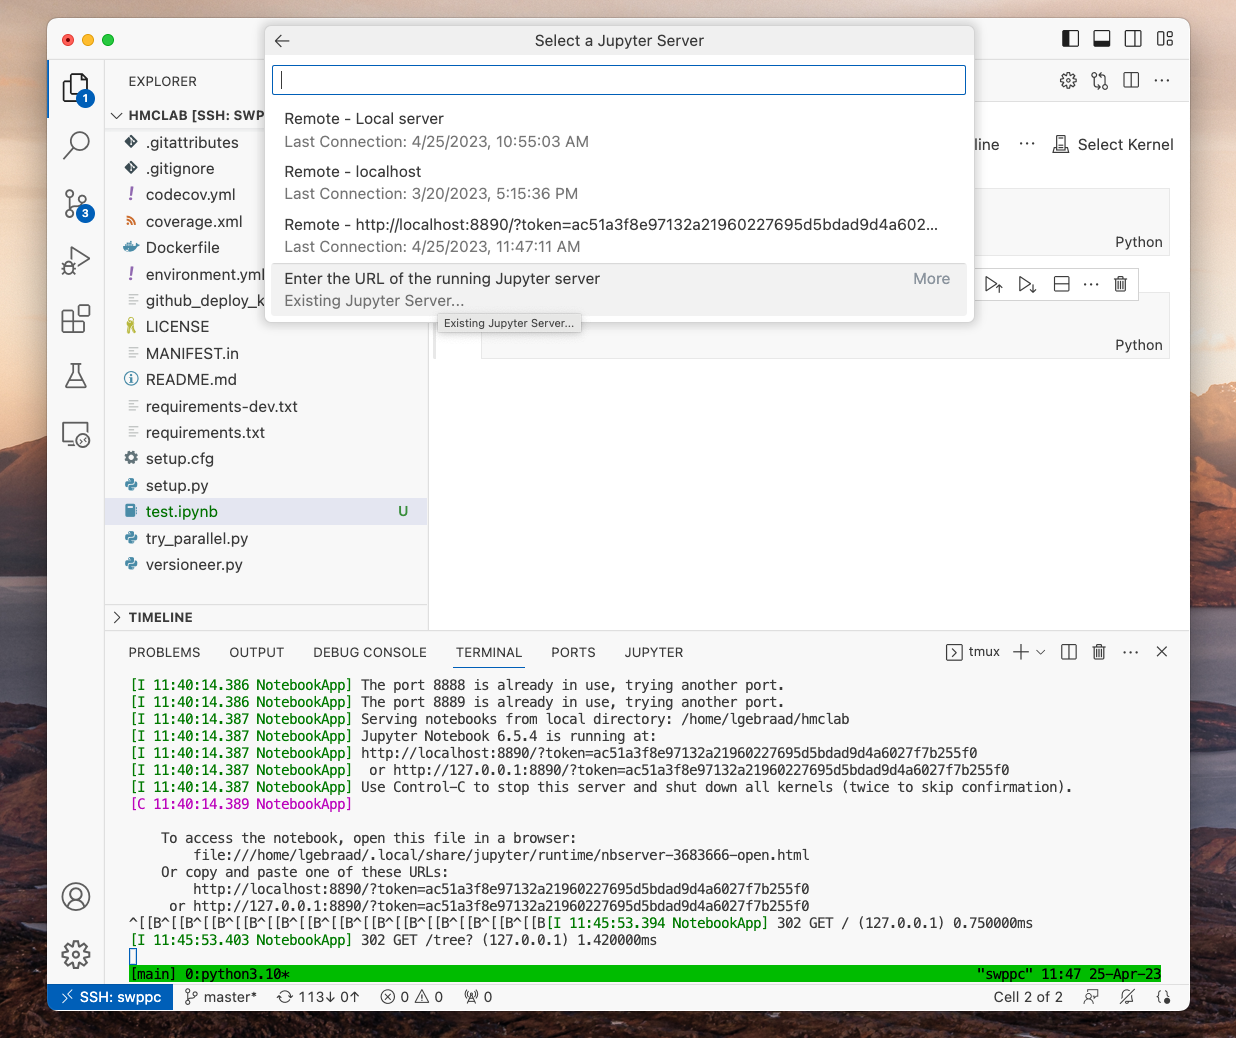 Select a Jupyter Server
Remote - Local server
Last Connection: 4/25/2023, 10:55:03 AM
Remote - localhost
Last Connection: 3/20/2023, 5:15:36 PM
Remote - http://localhost:8890/?token=ac51a3f8e97132a21960227695d5bdad9d4a602...
Last Connection: 4/25/2023, 11:47:11 AM
Enter the URL of the running Jupyter server More
Existing Jupyter Server...
Existing Jupyter Server...
1
3
EXPLORER
HMCLAB [SSH: SWP
.gitattributes
.gitignore
codecov.yml
coverage.xml
Dockerfile
environment.yml
github_deploy_k
LICENSE
MANIFEST.in
README.md
requirements-dev.txt
requirements.txt
setup.cfg
setup.py
test.ipynb U
try_parallel.py
versioneer.py
TIMELINE
line ... Select Kernel
Python
Python
PROBLEMS OUTPUT DEBUG CONSOLE TERMINAL PORTS JUPYTER tmux
[I 11:40:14.386 NotebookApp] The port 8888 is already in use, trying another port.
[I 11:40:14.386 NotebookApp] The port 8889 is already in use, trying another port.
[I 11:40:14.387 NotebookApp] Serving notebooks from local directory: /home/lgebraad/hmclab
[I 11:40:14.387 NotebookApp] Jupyter Notebook 6.5.4 is running at:
[I 11:40:14.387 NotebookApp] http://localhost:8890/?token=ac51a3f8e97132a21960227695d5bdad9d4a6027f7b255f0
[I 11:40:14.387 NotebookApp]  or http://127.0.0.1:8890/?token=ac51a3f8e97132a21960227695d5bdad9d4a6027f7b255f0
[I 11:40:14.387 NotebookApp] Use Control-C to stop this server and shut down all kernels (twice to skip confirmation).
[C 11:40:14.389 NotebookApp]
To access the notebook, open this file in a browser:
file:///home/lgebraad/.local/share/jupyter/runtime/nbserver-3683666-open.html
Or copy and paste one of these URLs:
http://localhost:8890/?token=ac51a3f8e97132a21960227695d5bdad9d4a6027f7b255f0
or http://127.0.0.1:8890/?token=ac51a3f8e97132a21960227695d5bdad9d4a6027f7b255f0
^[[B^[[B^[[B^[[B^[[B^[[B^[[B^[[B^[[B^[[B^[[B^[[B^[[B[I 11:45:53.394 NotebookApp] 302 GET / (127.0.0.1) 0.750000ms
[I 11:45:53.403 NotebookApp] 302 GET /tree? (127.0.0.1) 1.420000ms
[main] 0:python3.10* "swppc" 11:47 25-Apr-23
SSH: swppc master* 113↓ 0↑ 0 0 0 Cell 2 of 2